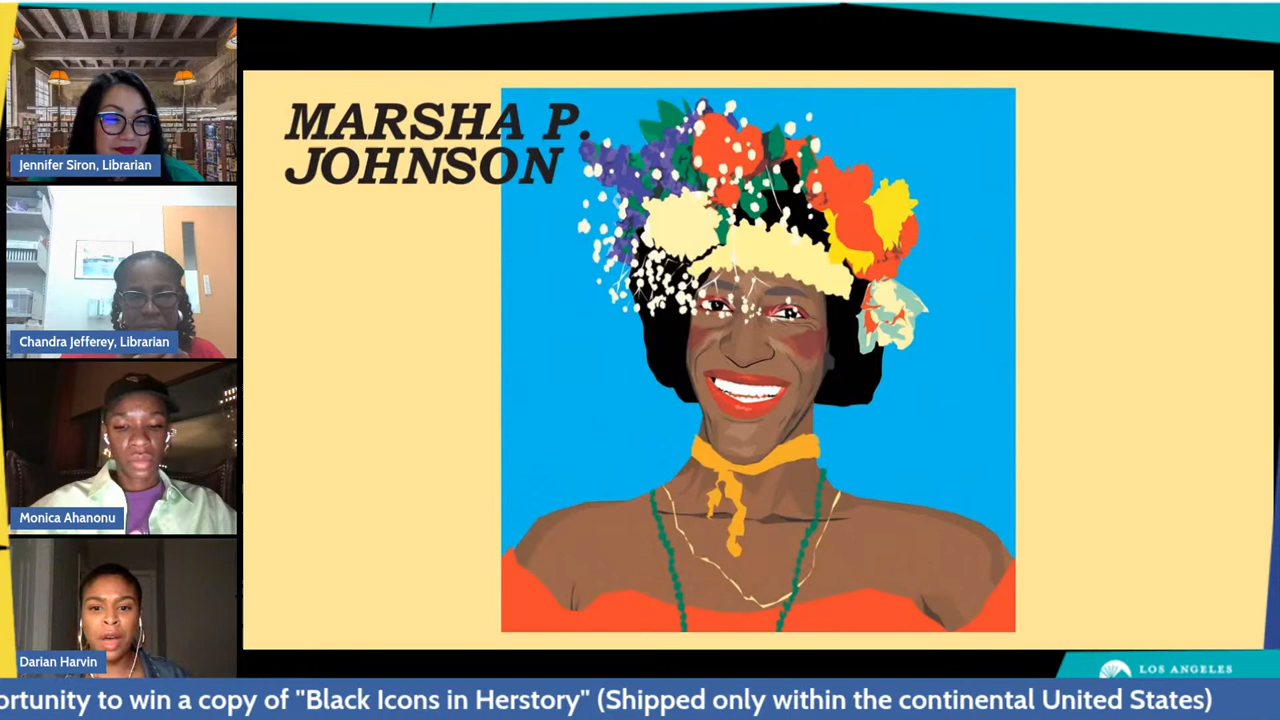 MARSHA P.
JOHNSON
Jennifer Siron, Librarian
Chandra Jefferey, Librarian
Monica Ahanonu
Darian Harvin
LOS ANGELES
ortunity to win a copy of "Black Icons in Herstory" (Shipped only within the continental United States)